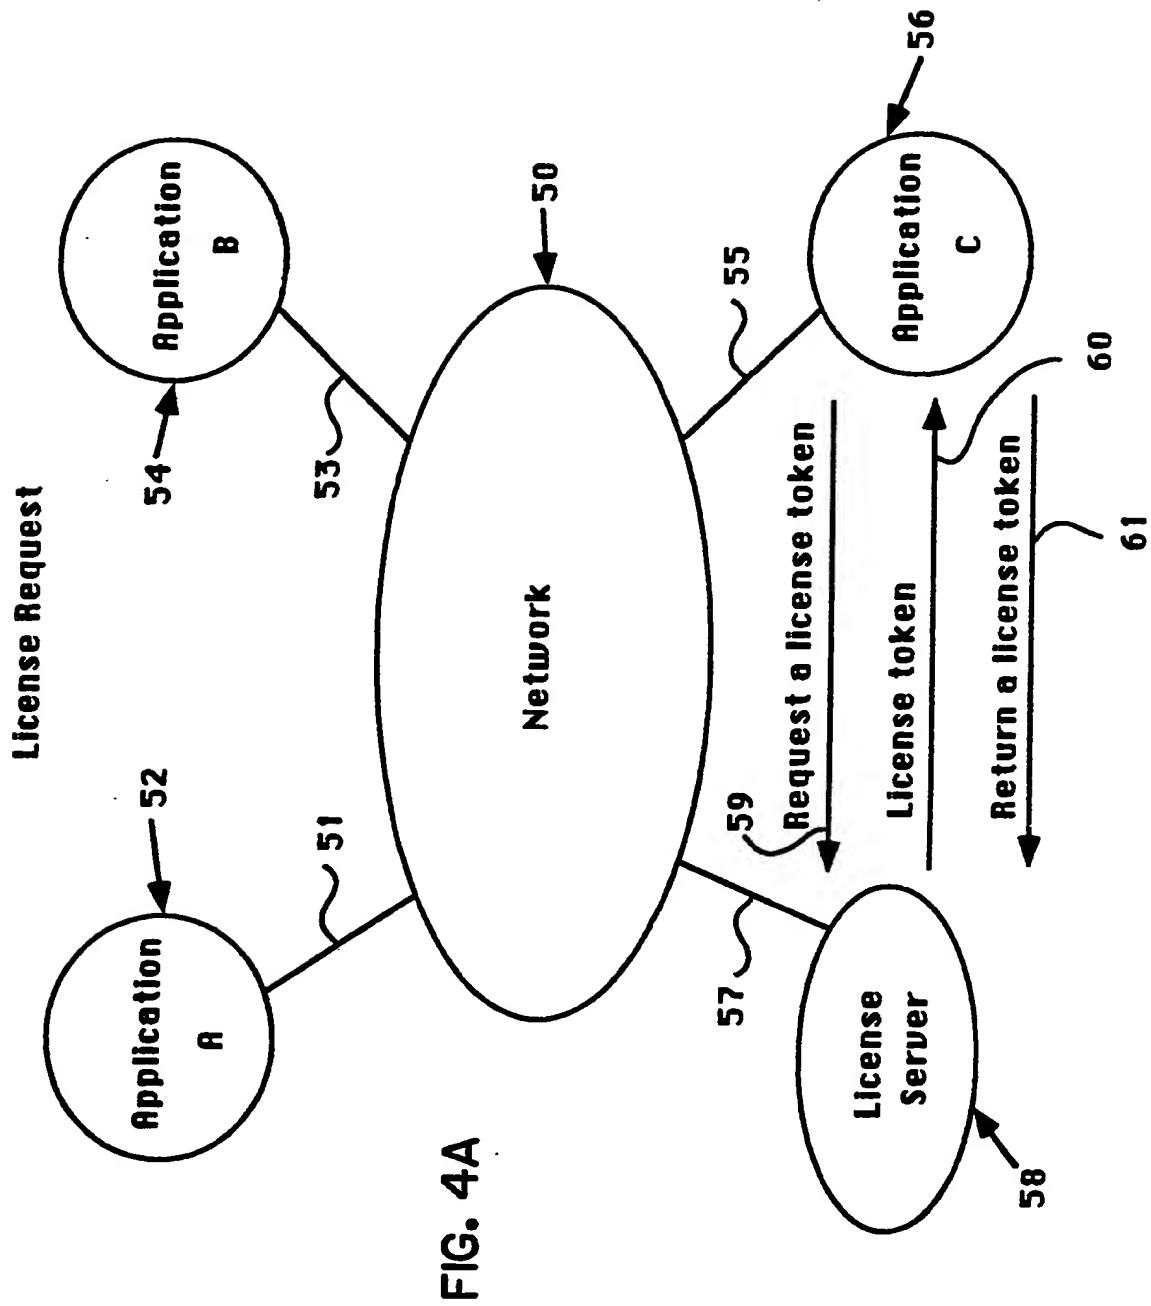 License Request
Application
A
52
51
54
Application
B
53
Network
50
57
59
55
Request a license token
License token
Return a license token
60
61
License
Server
58
Application
C
56
FIG. 4A